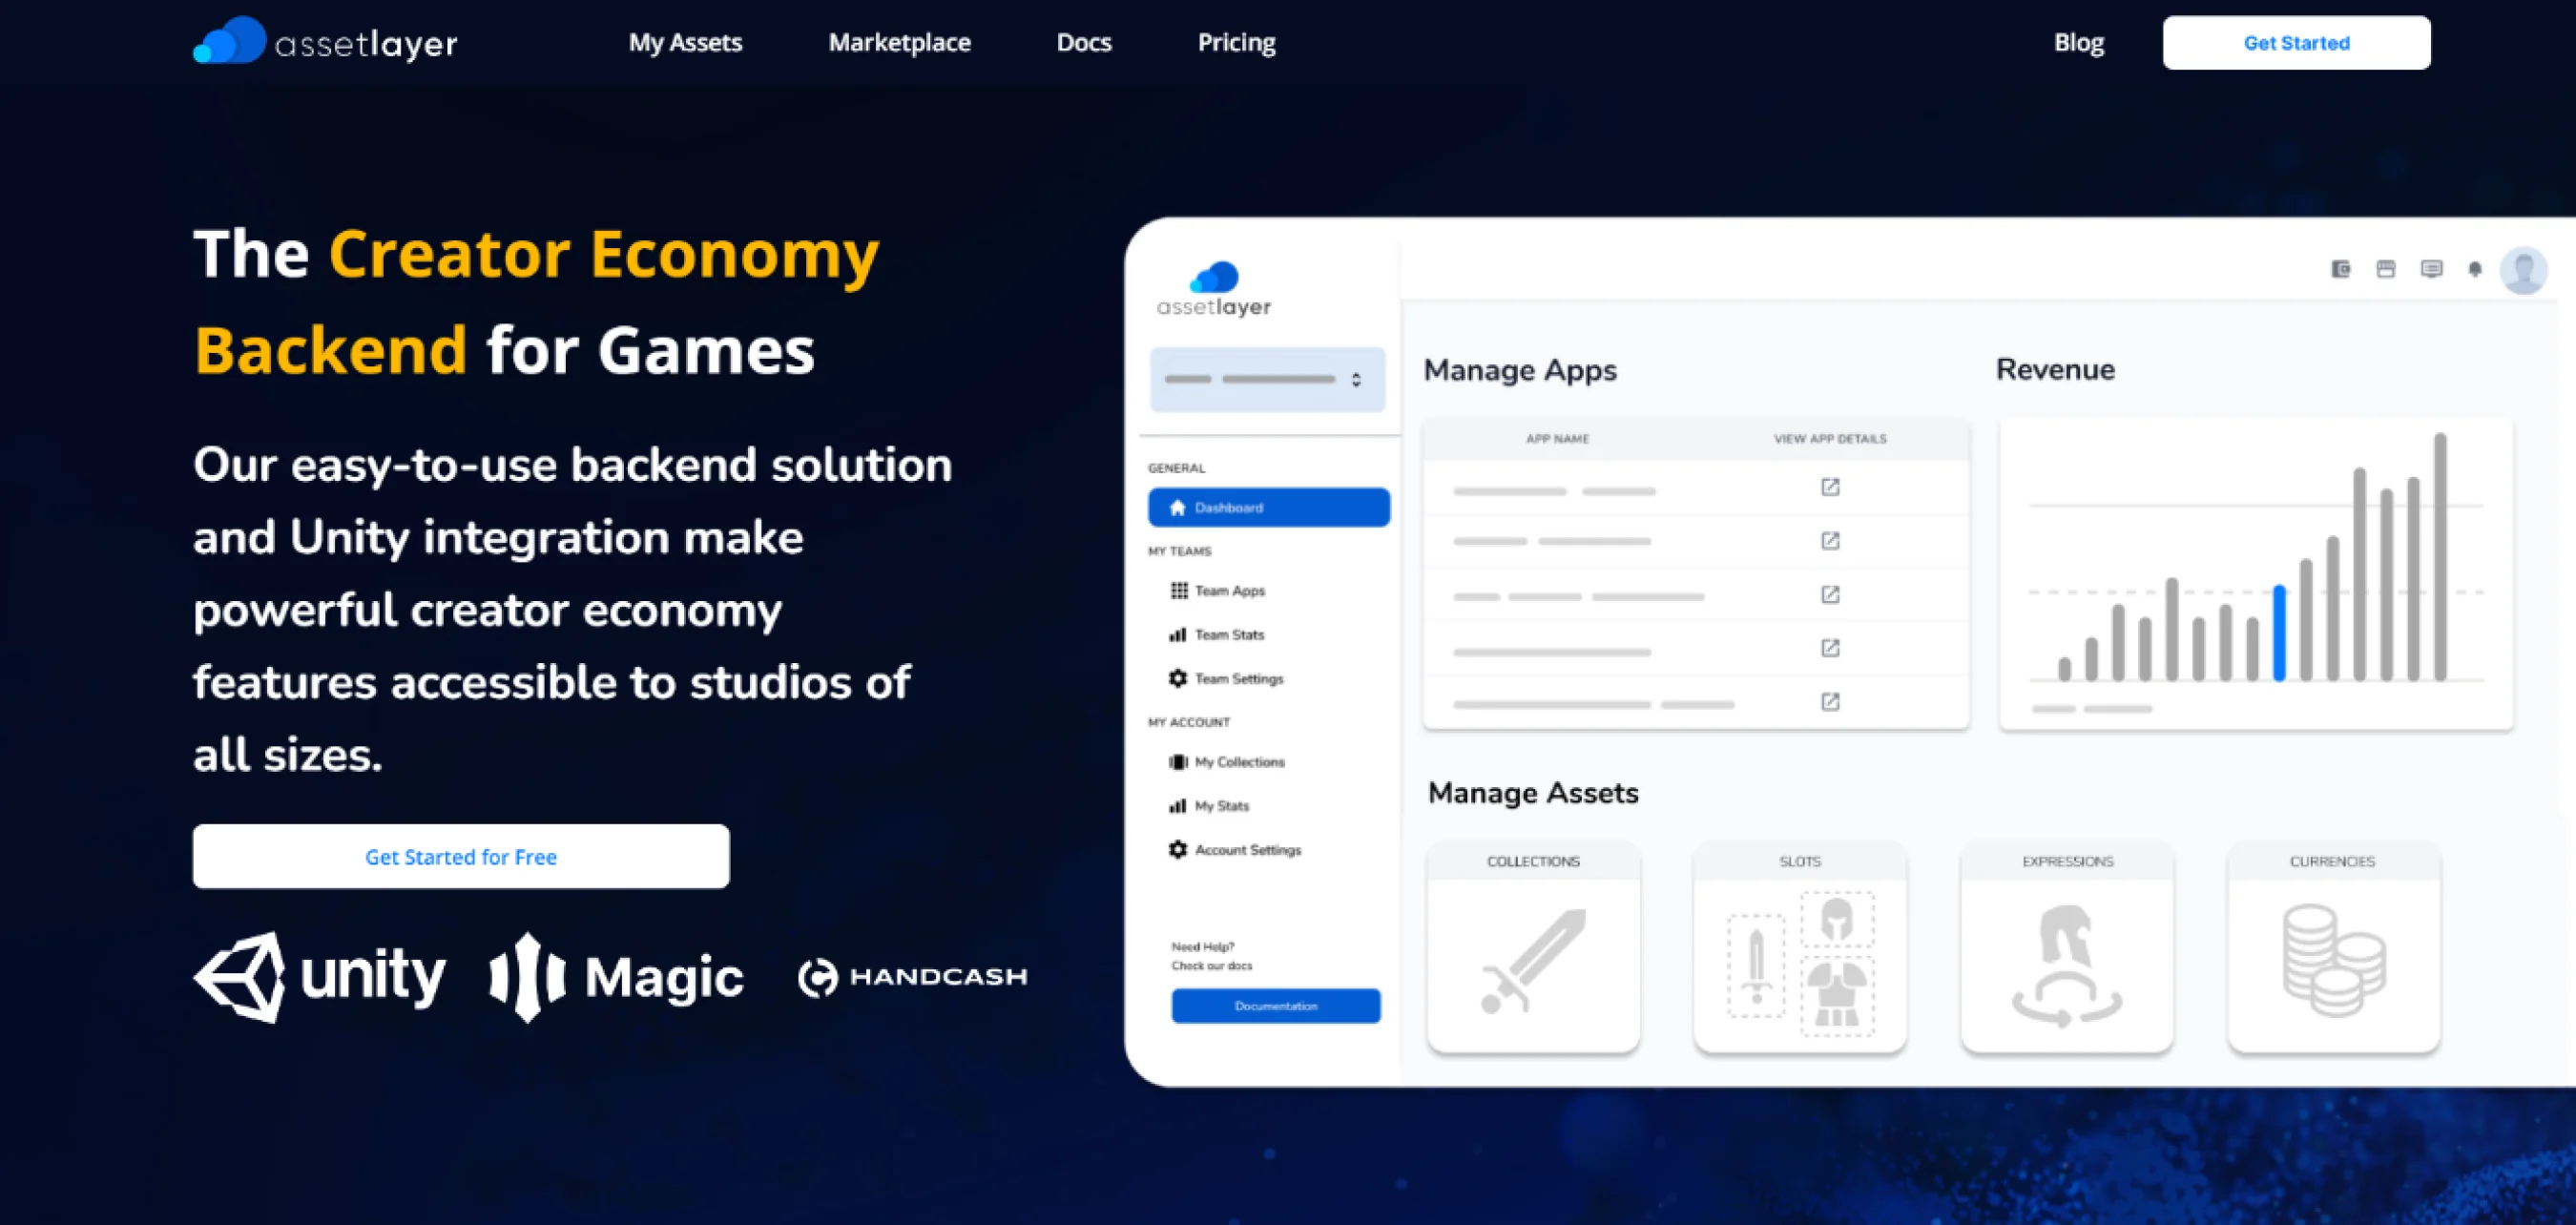 assetlayer
My Assets
Marketplace
Docs
Pricing
Blog
Get Started
The Creator Economy
Backend for Games
Our easy-to-use backend solution
and Unity integration make
powerful creator economy
features accessible to studios of
all sizes.
Get Started for Free
unity
Magic
HANDCASH
assetlayer
GENERAL
Dashboard
MY TEAMS
Team Apps
Team Stats
Team Settings
MY ACCOUNT
My Collections
My Stats
Account Settings
Need Help?
Check our docs
Documentation
Manage Apps
APP NAME
VIEW APP DETAILS
Revenue
Manage Assets
COLLECTIONS
SLOTS
EXPRESSIONS
CURRENCIES